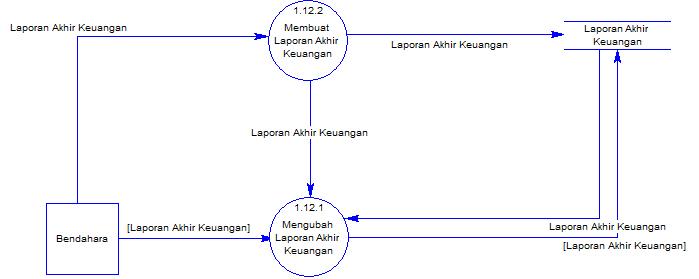 1.12.2
Membuat
Laporan Akhir
Keuangan
Laporan Akhir Keuangan
Laporan Akhir Keuangan
Laporan Akhir
Keuangan
Laporan Akhir Keuangan
1.12.1
Mengubah
Laporan Akhir
Keuangan
Bendahara
[Laporan Akhir Keuangan]
Laporan Akhir Keuangan
[Laporan Akhir Keuangan]